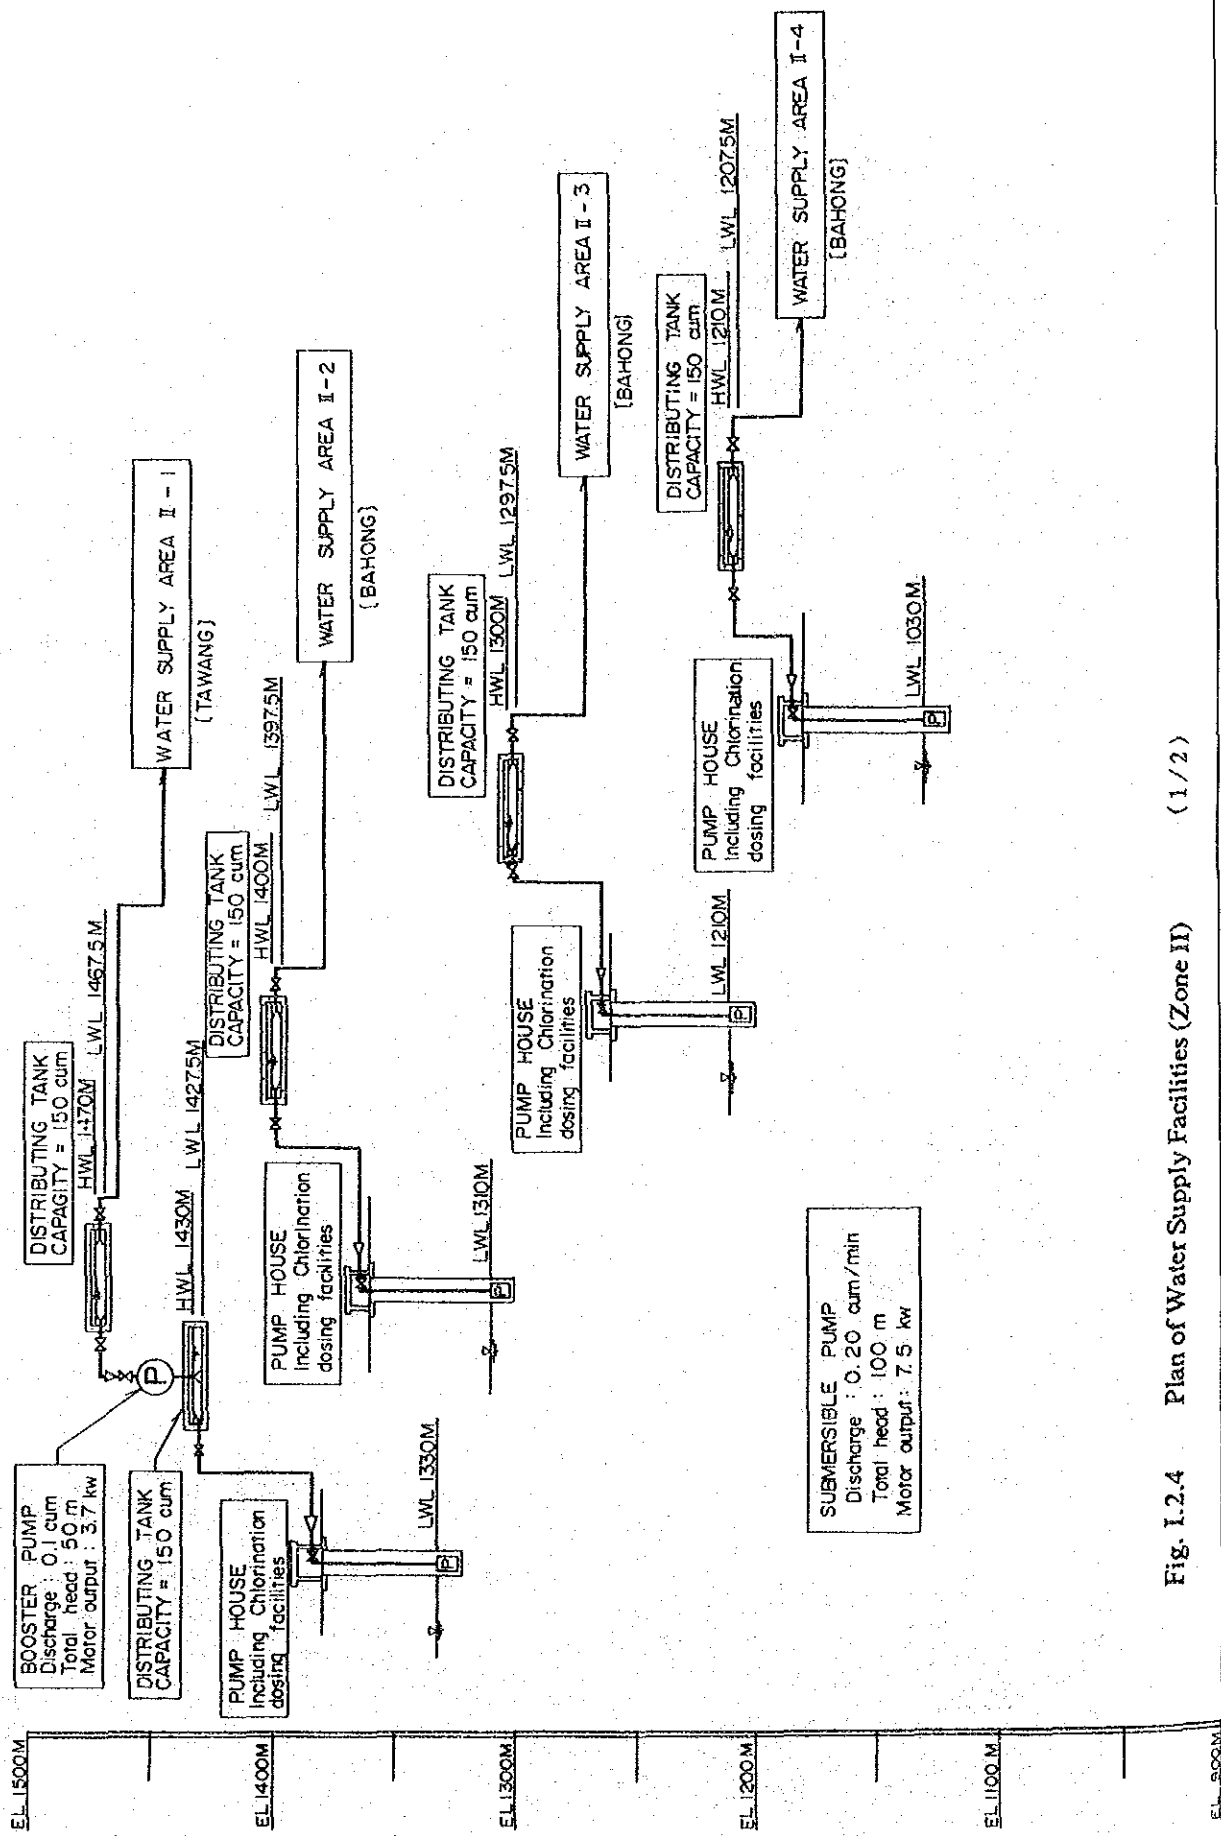 EL 1500M
EL 1400M
EL 1300M
EL 1200M
EL 1100M
EL 900M
BOOSTER PUMP
Discharge : 0.1 cum
Total head : 50 m
Motor output : 3.7 kw
DISTRIBUTING TANK
CAPACITY = 150 cum
PUMP HOUSE
Including Chlorination
dosing facilities
LWL 1330M
HWL 1430M
LWL 1427.5M
DISTRIBUTING TANK
CAPAGITY = 150 cum
HWL 1470M
LWL 1467.5M
P
P
WATER SUPPLY AREA II-1
[TAWANG]
PUMP HOUSE
Including Chlorination
dosing facilities
LWL 1310M
P
DISTRIBUTING TANK
CAPACITY = 150 cum
HWL 1400M
LWL 1397.5M
WATER SUPPLY AREA II-2
[BAHONG]
PUMP HOUSE
Including Chlorination
dosing facilities
LWL 1210M
P
DISTRIBUTING TANK
CAPACITY = 150 cum
HWL 1300M
LWL 1297.5M
WATER SUPPLY AREA II-3
[BAHONG]
PUMP HOUSE
Including Chlorination
dosing facilities
LWL 1030M
P
DISTRIBUTING TANK
CAPACITY = 150 cum
HWL 1210M
LWL 1207.5M
WATER SUPPLY AREA II-4
[BAHONG]
SUBMERSIBLE PUMP
Discharge : 0.20 cum/min
Total head : 100 m
Motor output : 7.5 kw
Fig. 1.2.4 Plan of Water Supply Facilities (Zone II) (1/2)